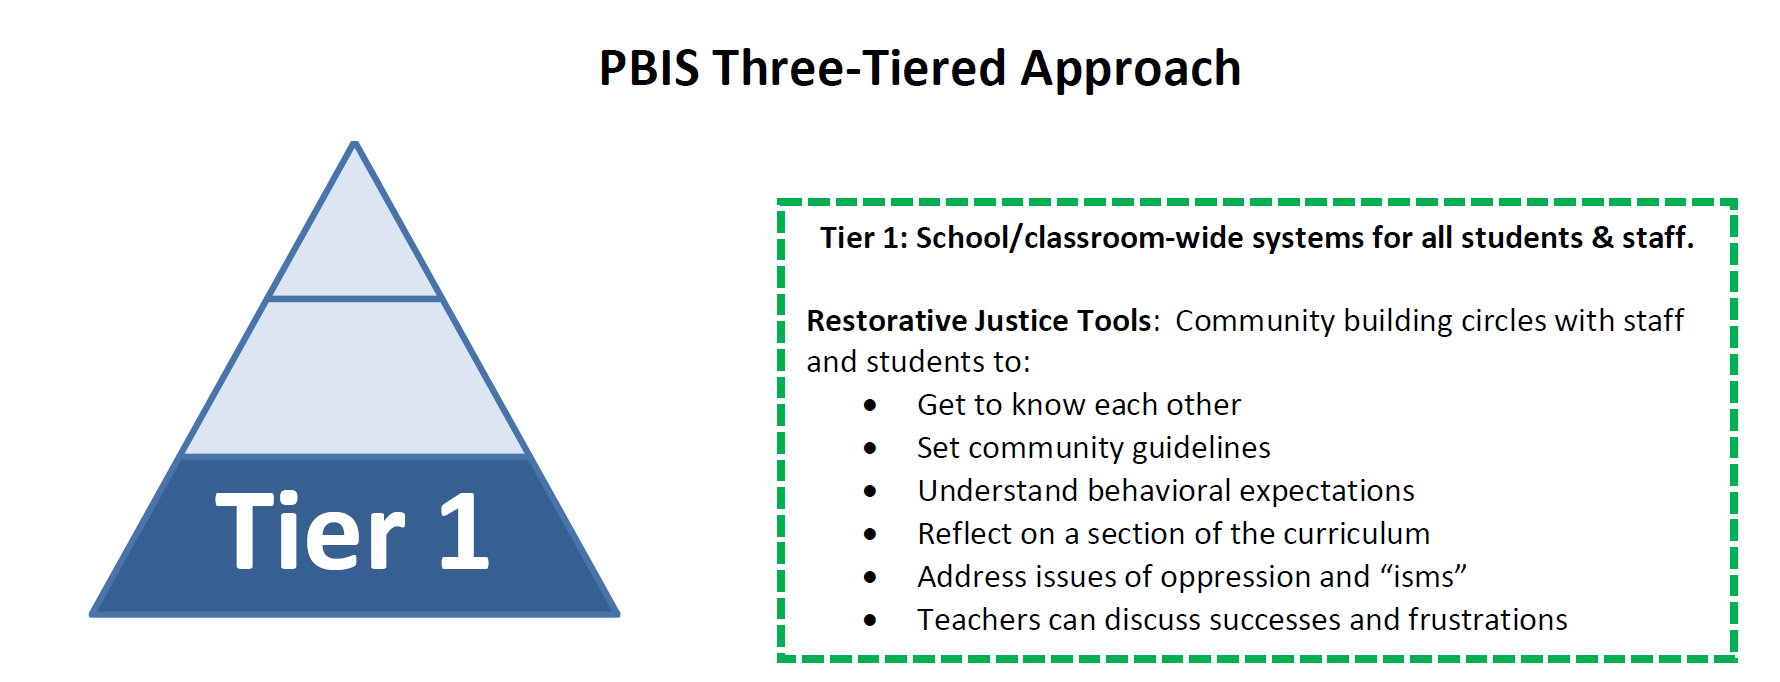 PBIS Three-Tiered Approach
Tier 1
Tier 1: School/classroom-wide systems for all students & staff.
Restorative Justice Tools:  Community building circles with staff
and students to:
• Get to know each other
• Set community guidelines
• Understand behavioral expectations
• Reflect on a section of the curriculum
• Address issues of oppression and “isms”
• Teachers can discuss successes and frustrations